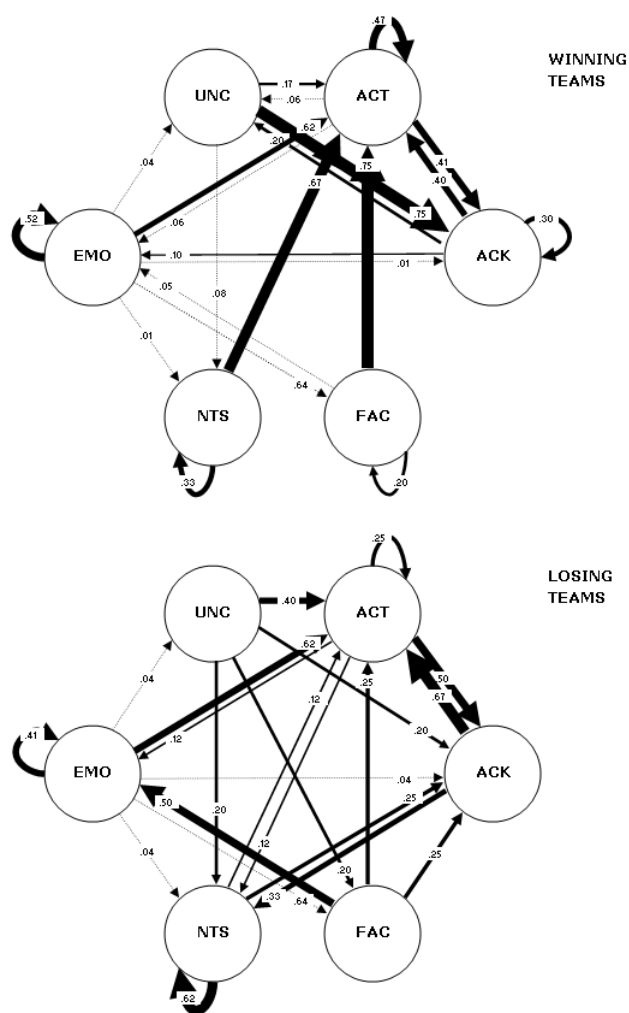 .47
WINNING
TEAMS
UNC
.17
ACT
.06
.20
.62
.75
.41
.40
.04
.67
.75
.52
.06
.30
EMO
.10
ACK
.01
.05
.08
.01
.64
NTS
FAC
.33
.20
.25
LOSING
TEAMS
UNC
.40
ACT
.62
.50
.04
.25
.67
.12
.20
.41
.12
EMO
.04
ACK
.50
.20
.25
.04
.12
.20
.25
.33
.64
NTS
FAC
.62